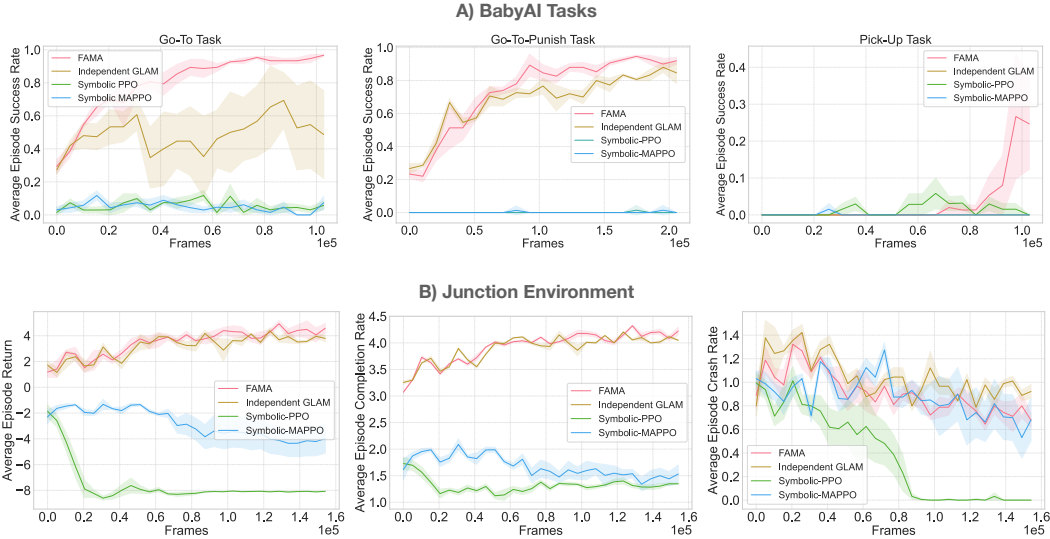 A) BabyAI Tasks
Go-To Task
Average Episode Success Rate
1.0
0.8
0.6
0.4
0.2
0.0
FAMA
Independent GLAM
Symbolic PPO
Symbolic MAPPO
0.0 0.2 0.4 0.6 0.8 1.0
Frames
1e5
Go-To-Punish Task
Average Episode Success Rate
1.0
0.8
0.6
0.4
0.2
0.0
FAMA
Independent GLAM
Symbolic-PPO
Symbolic-MAPPO
0.0 0.5 1.0 1.5 2.0
Frames
1e5
Pick-Up Task
Average Episode Success Rate
0.4
0.3
0.2
0.1
0.0
FAMA
Independent GLAM
Symbolic-PPO
Symbolic-MAPPO
0.0 0.2 0.4 0.6 0.8 1.0
Frames
1e5
B) Junction Environment
Average Episode Return
4
2
0
−2
−4
−6
−8
FAMA
Independent GLAM
Symbolic-PPO
Symbolic-MAPPO
0.0 0.2 0.4 0.6 0.8 1.0 1.2 1.4 1.6
Frames
1e5
Average Episode Completion Rate
4.5
4.0
3.5
3.0
2.5
2.0
1.5
1.0
FAMA
Independent GLAM
Symbolic-PPO
Symbolic-MAPPO
0.0 0.2 0.4 0.6 0.8 1.0 1.2 1.4 1.6
Frames
1e5
Average Episode Crash Rate
1.4
1.2
1.0
0.8
0.6
0.4
0.2
0.0
FAMA
Independent GLAM
Symbolic-PPO
Symbolic-MAPPO
0.0 0.2 0.4 0.6 0.8 1.0 1.2 1.4 1.6
Frames
1e5